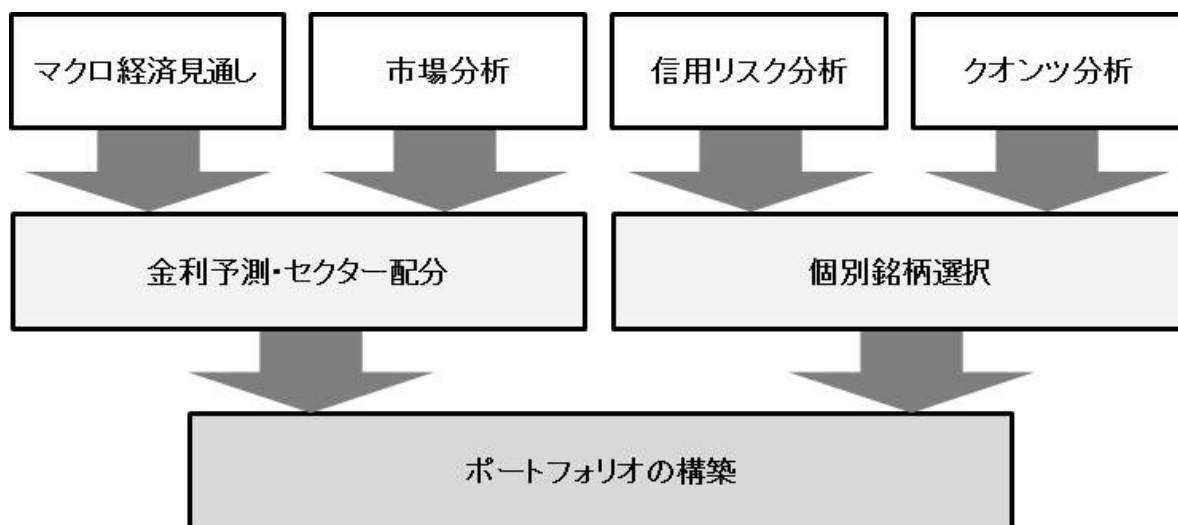 マクロ経済見通し
市場分析
信用リスク分析
クオンツ分析
金利予測・セクター配分
個別銘柄選択
ポートフォリオの構築